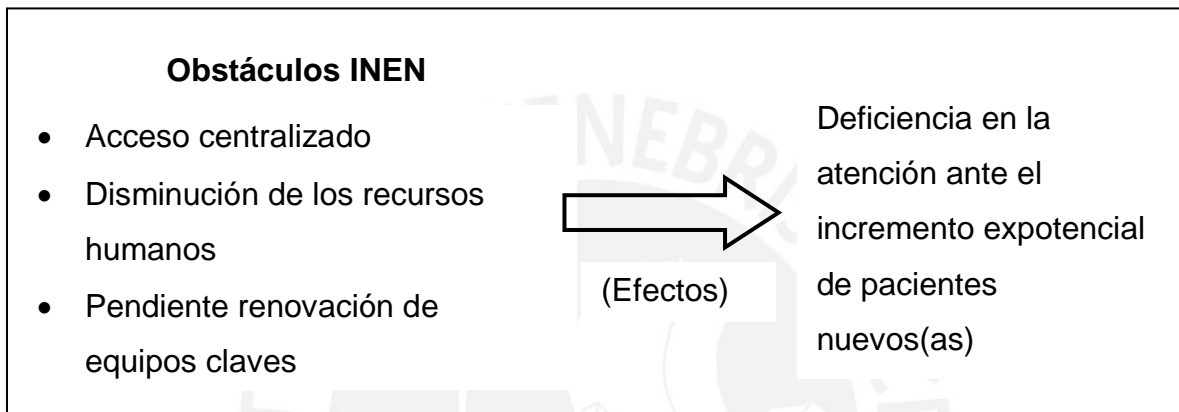 Obstáculos INEN
• Acceso centralizado
• Disminución de los recursos
humanos
• Pendiente renovación de
equipos claves
(Efectos)
Deficiencia en la
atención ante el
incremento expotencial
de pacientes
nuevos(as)